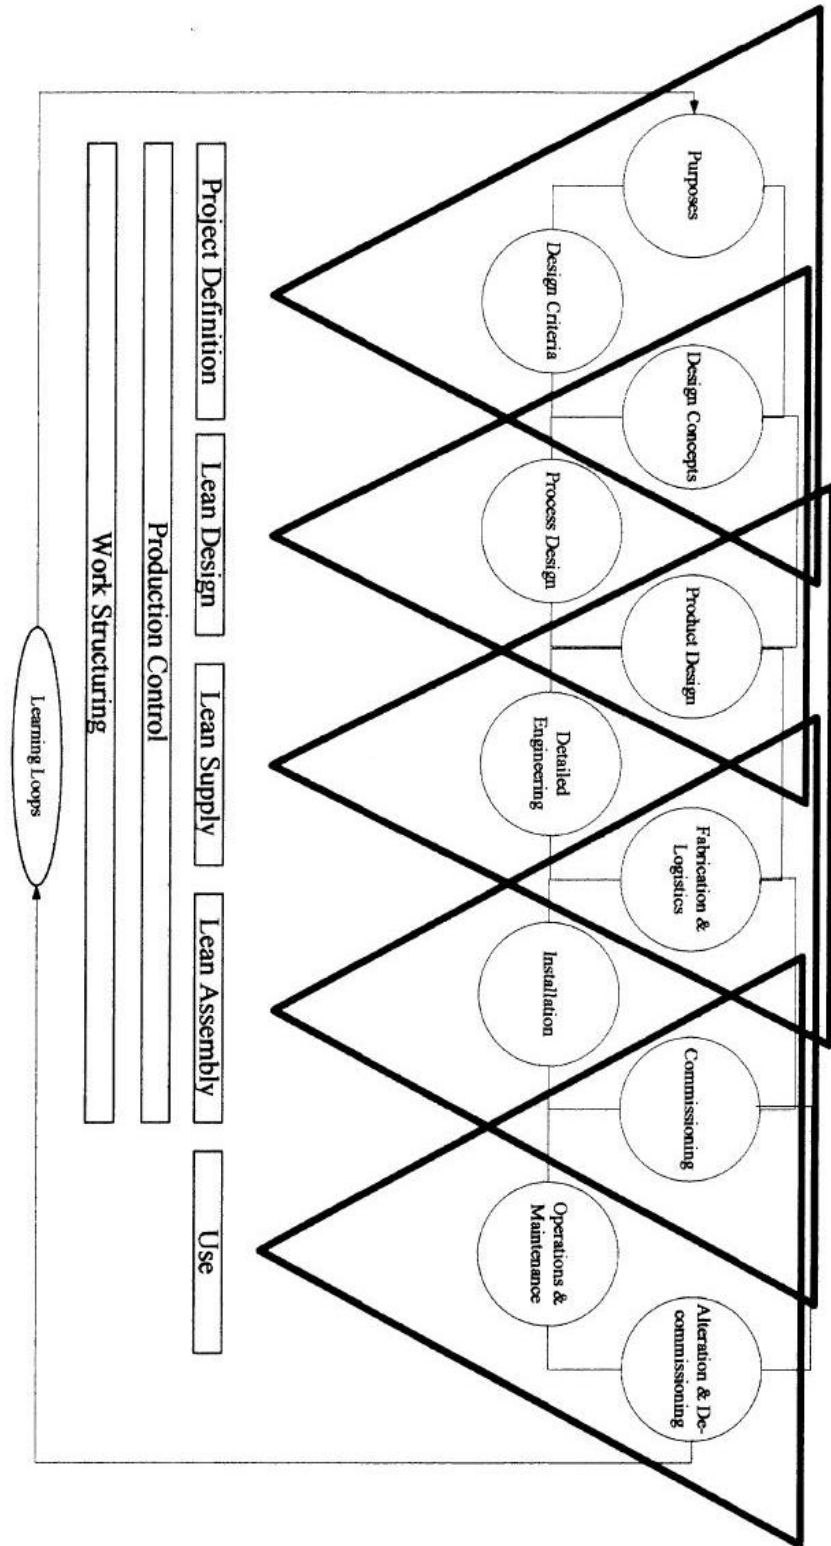 Purposes
Design Concepts
Product Design
Fabrication &
Logistics
Commissioning
Alteration & De-
commissioning
Design Criteria
Process Design
Detailed
Engineering
Installation
Operations &
Maintenance
Project Definition
Lean Design
Lean Supply
Lean Assembly
Use
Production Control
Work Structuring
Learning Loops